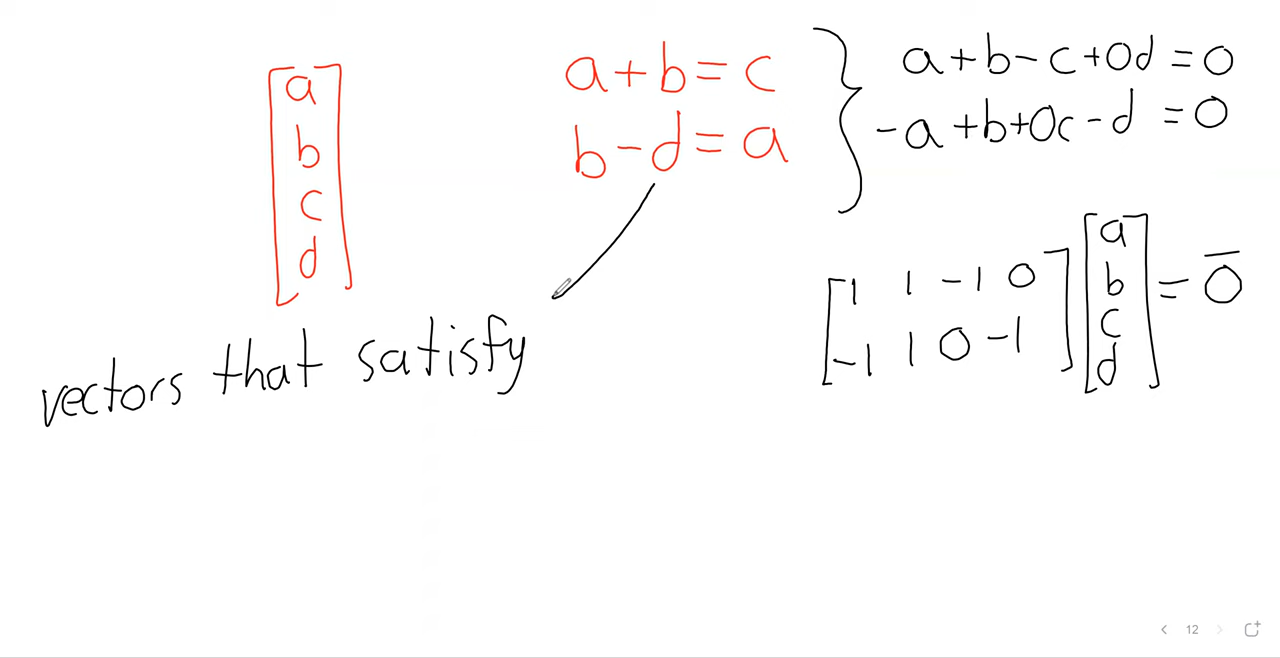 a
b
c
d
a+b=c
b-d=a
a+b-c+0d=0
-a+b+0c-d=0
1 1 -1 0
-1 1 0 -1
a
b
c
d
= 0̅
vectors that satisfy
12